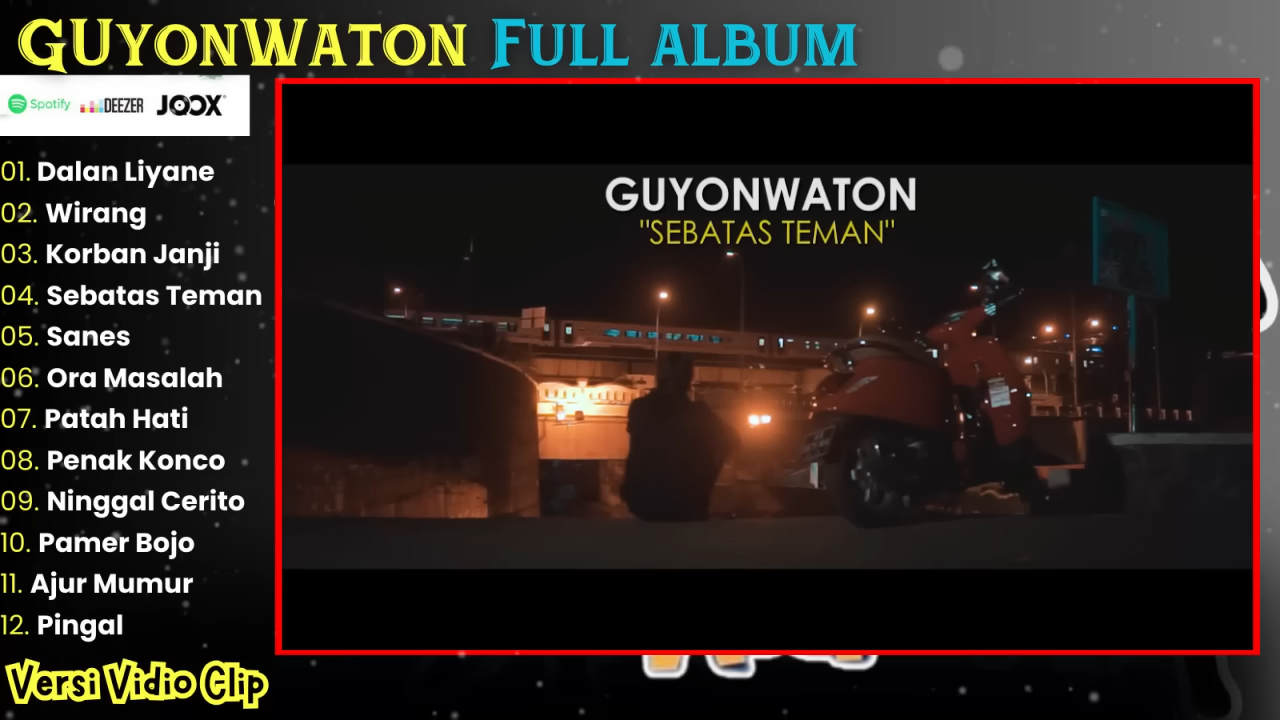 GUYONWATON FULL ALBUM
Spotify DEEZER JOOX
01. Dalan Liyane
02. Wirang
03. Korban Janji
04. Sebatas Teman
05. Sanes
06. Ora Masalah
07. Patah Hati
08. Penak Konco
09. Ninggal Cerito
10. Pamer Bojo
11. Ajur Mumur
12. Pingal
Versi Vidio Clip
GUYONWATON
"SEBATAS TEMAN"